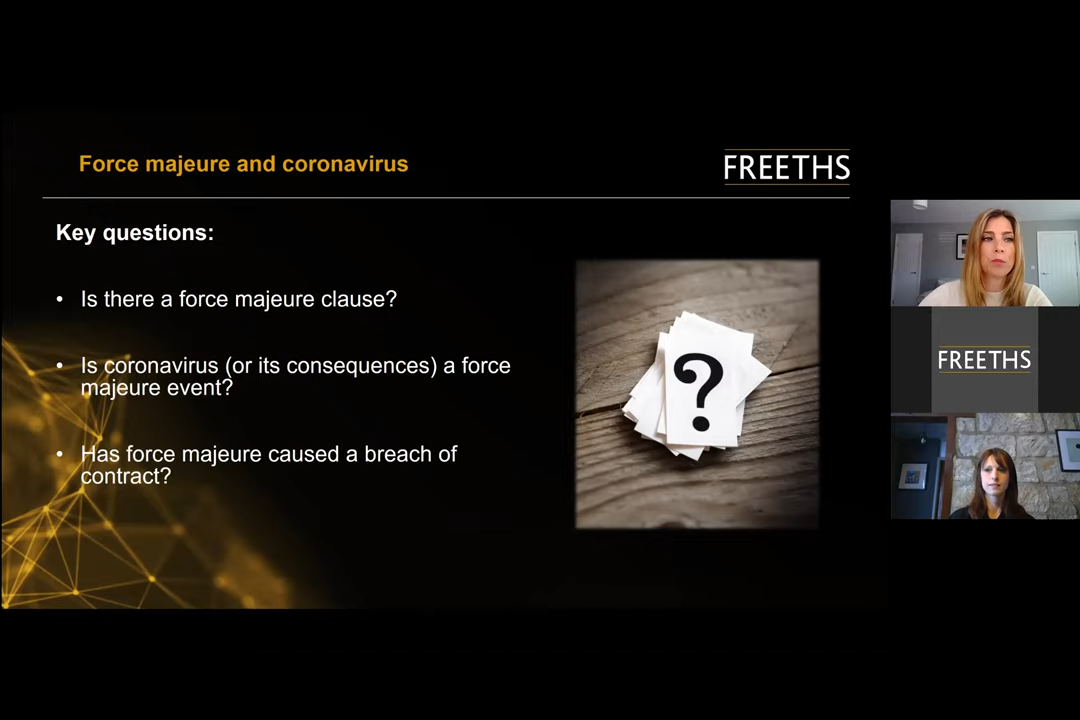 Force majeure and coronavirus
FREETHS
Key questions:
• Is there a force majeure clause?
• Is coronavirus (or its consequences) a force
majeure event?
• Has force majeure caused a breach of
contract?
?
FREETHS